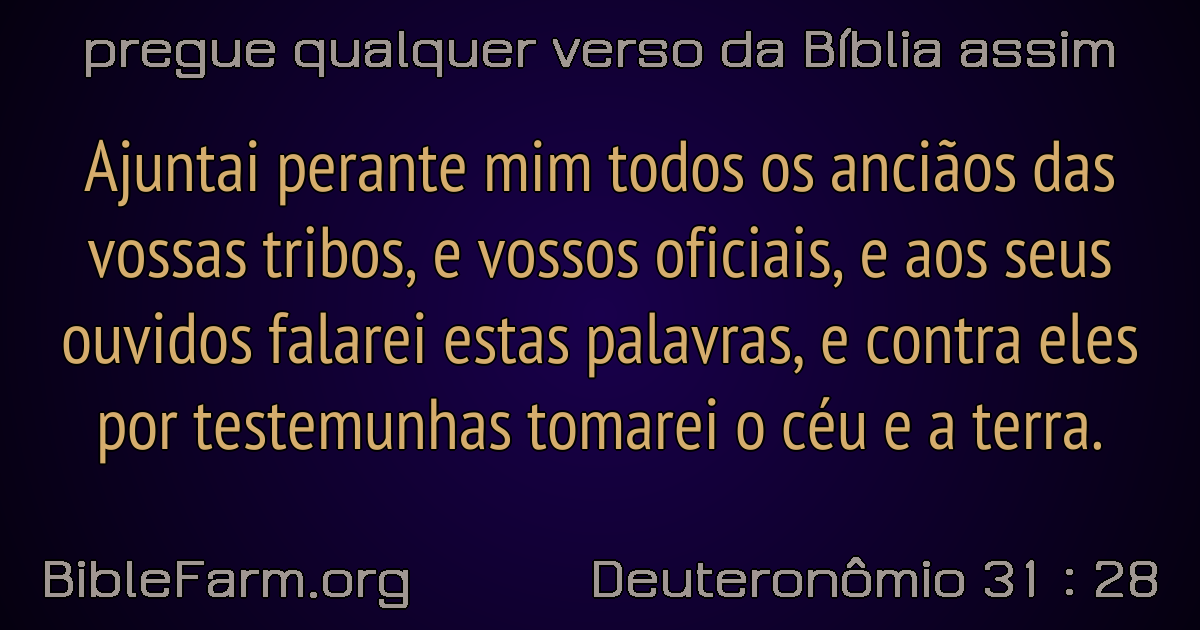 pregue qualquer verso da Bíblia assim
Ajuntai perante mim todos os anciãos das
vossas tribos, e vossos oficiais, e aos seus
ouvidos falarei estas palavras, e contra eles
por testemunhas tomarei o céu e a terra.
BibleFarm.org
Deuteronômio 31 : 28